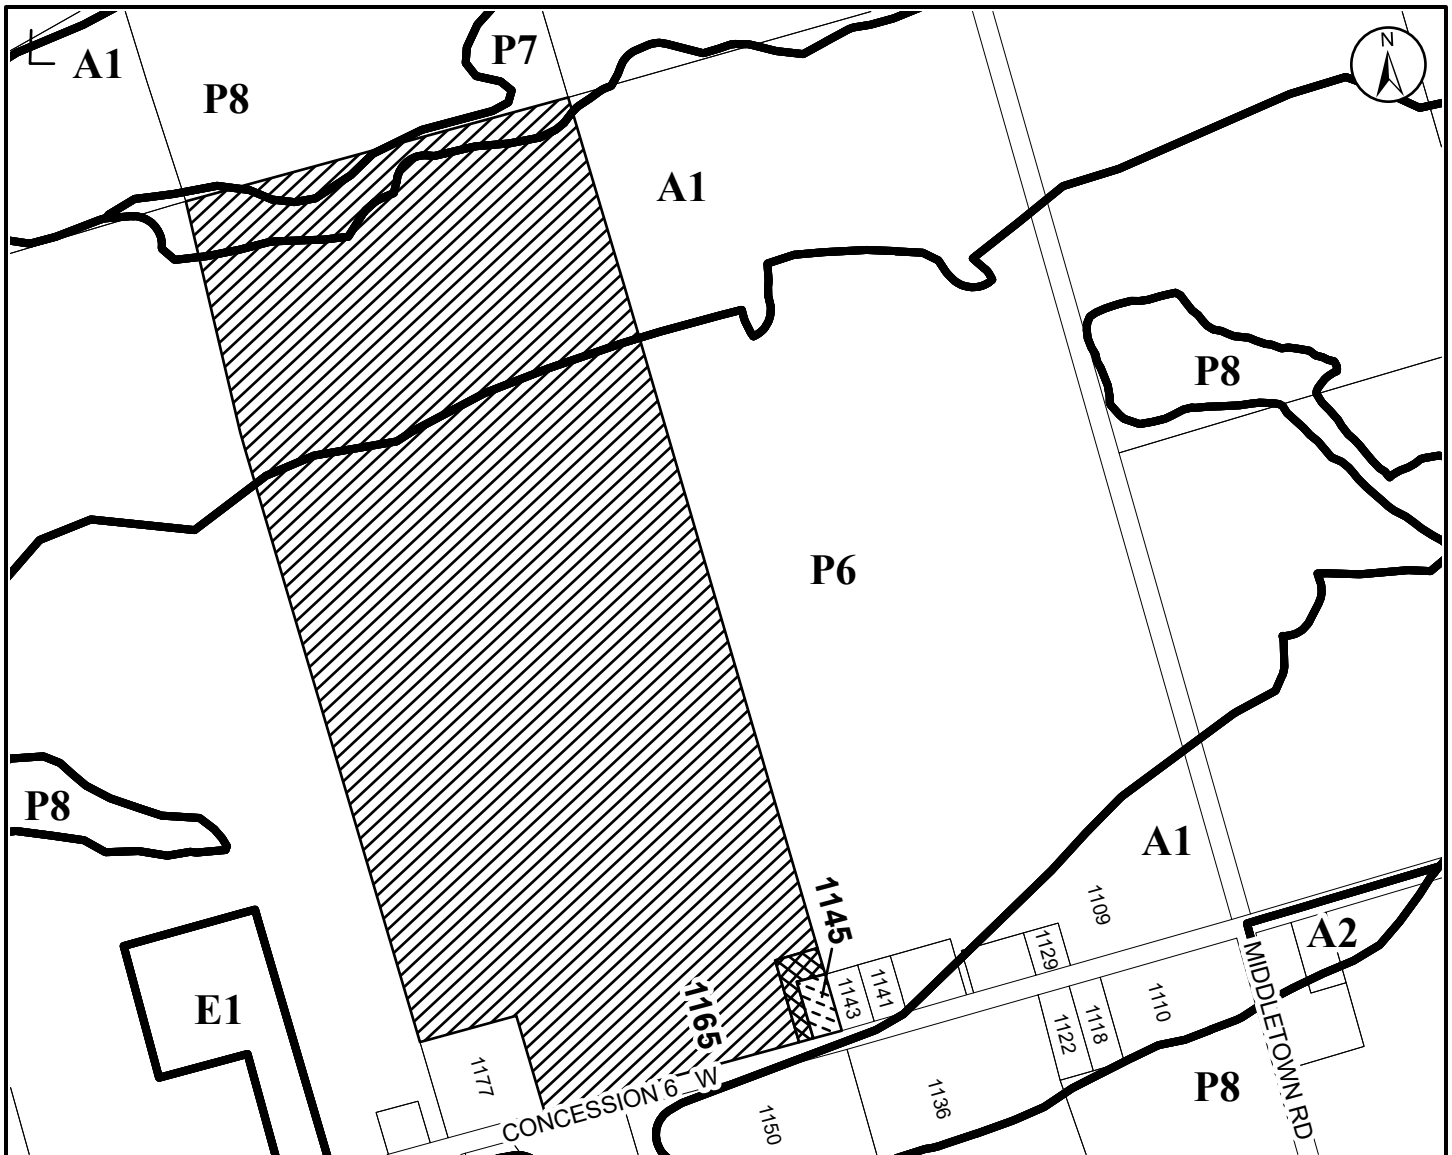 N
P7
A1
P8
A1
P8
P6
P8
A1
1109
1145
A2
1129
1141
1143
E1
1165
1110
1118
1122
MIDDLETOWN RD
1177
CONCESSION 6 W
P8
1136
1150